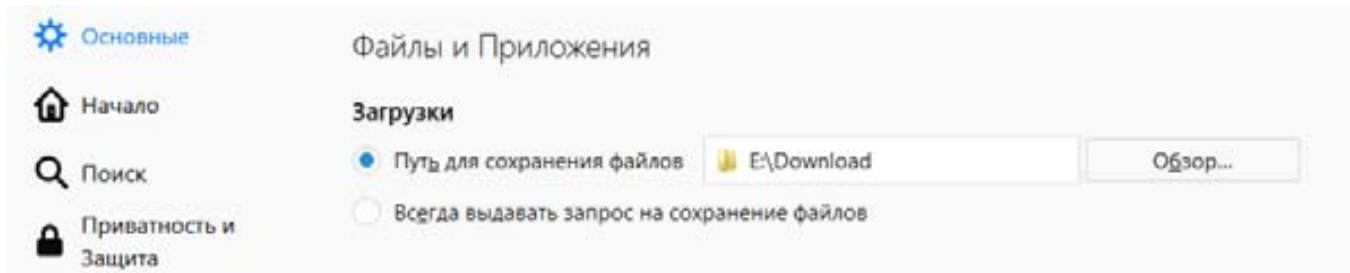 Основные
Начало
Поиск
Приватность и
Защита
Файлы и Приложения
Загрузки
Путь для сохранения файлов E:\Download Обзор...
Всегда выдавать запрос на сохранение файлов